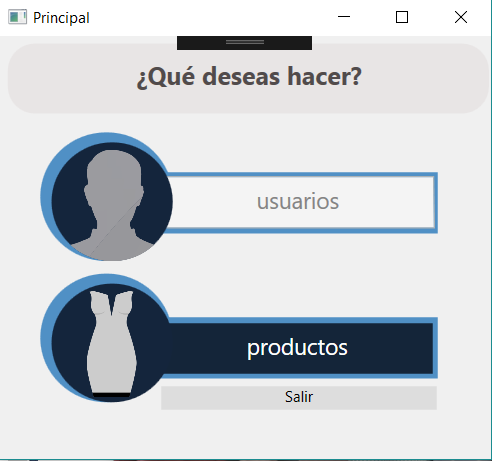 Principal
¿Qué deseas hacer?
usuarios
productos
Salir